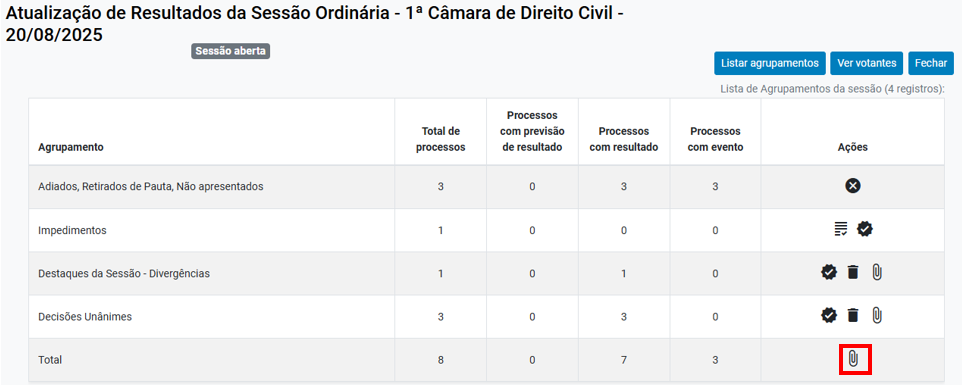 Atualização de Resultados da Sessão Ordinária - 1ª Câmara de Direito Civil -
20/08/2025
Sessão aberta
Listar agrupamentos Ver votantes Fechar
Lista de Agrupamentos da sessão (4 registros):
Agrupamento Total de processos Processos com previsão de resultado Processos com resultado Processos com evento Ações
Adiados, Retirados de Pauta, Não apresentados 3 0 3 3
Impedimentos 1 0 0 0
Destaques da Sessão - Divergências 1 0 1 0
Decisões Unânimes 3 0 3 0
Total 8 0 7 3